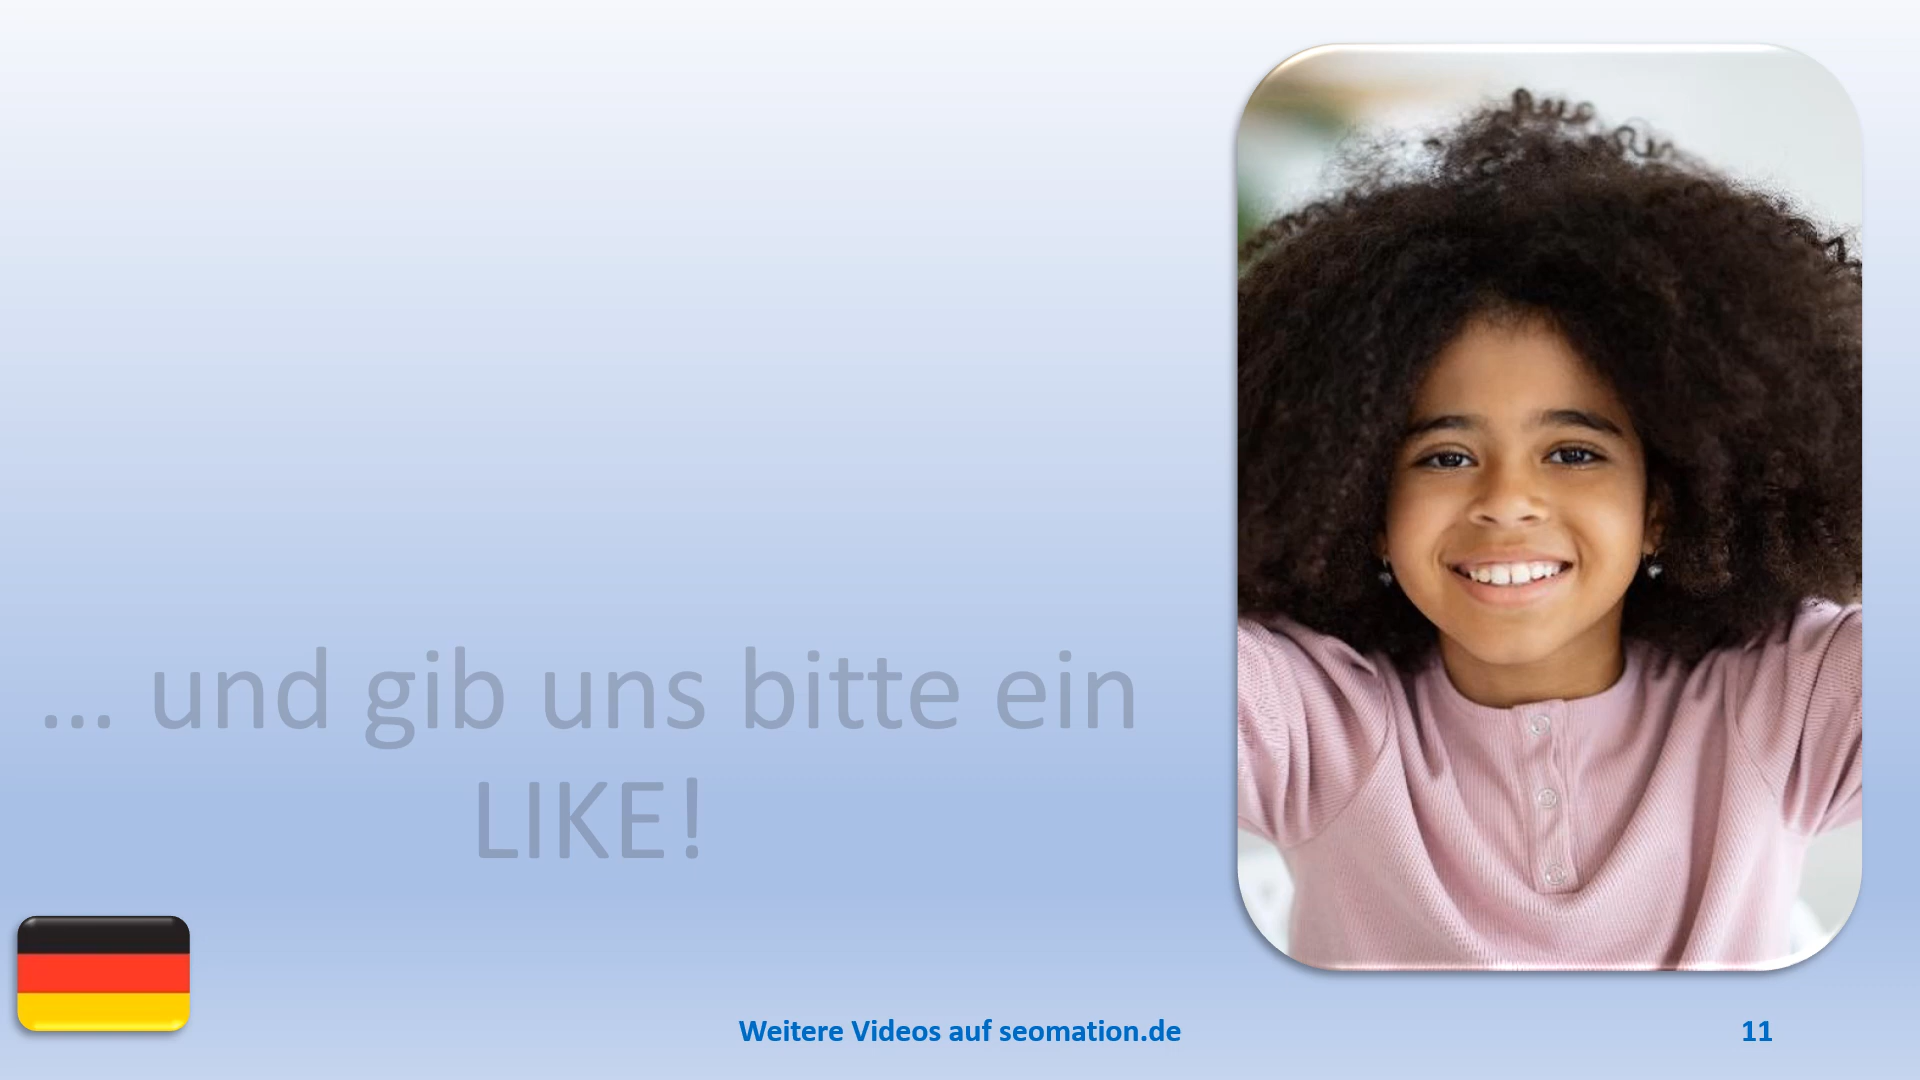 ... und gib uns bitte ein
LIKE!
Weitere Videos auf seomation.de
11